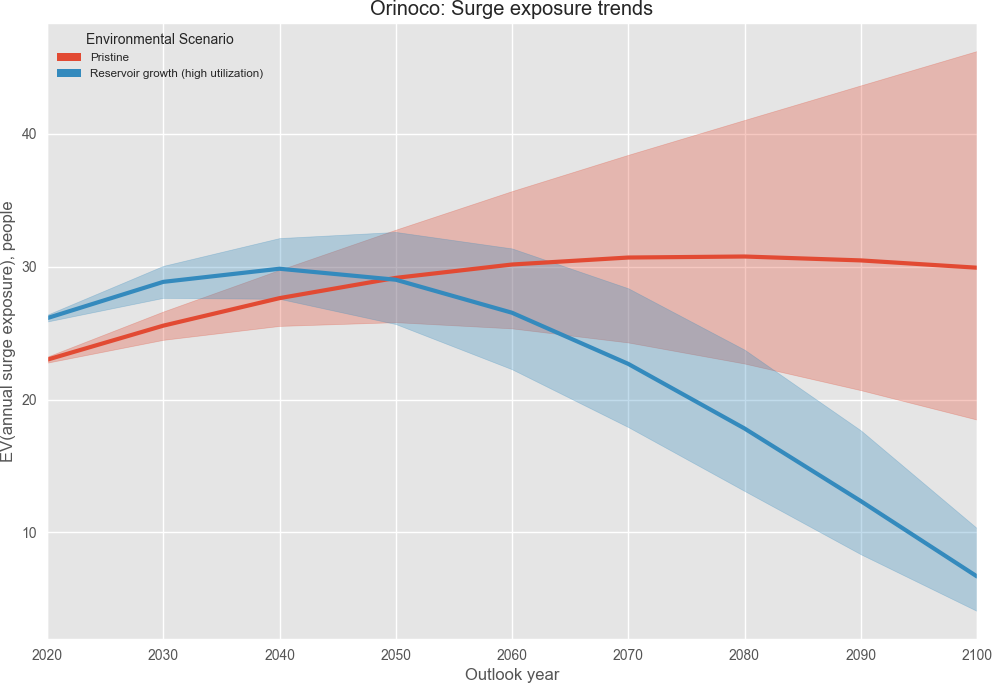 Orinoco: Surge exposure trends
Environmental Scenario
Pristine
Reservoir growth (high utilization)
EV(annual surge exposure), people
40
30
20
10
2020 2030 2040 2050 2060 2070 2080 2090 2100
Outlook year